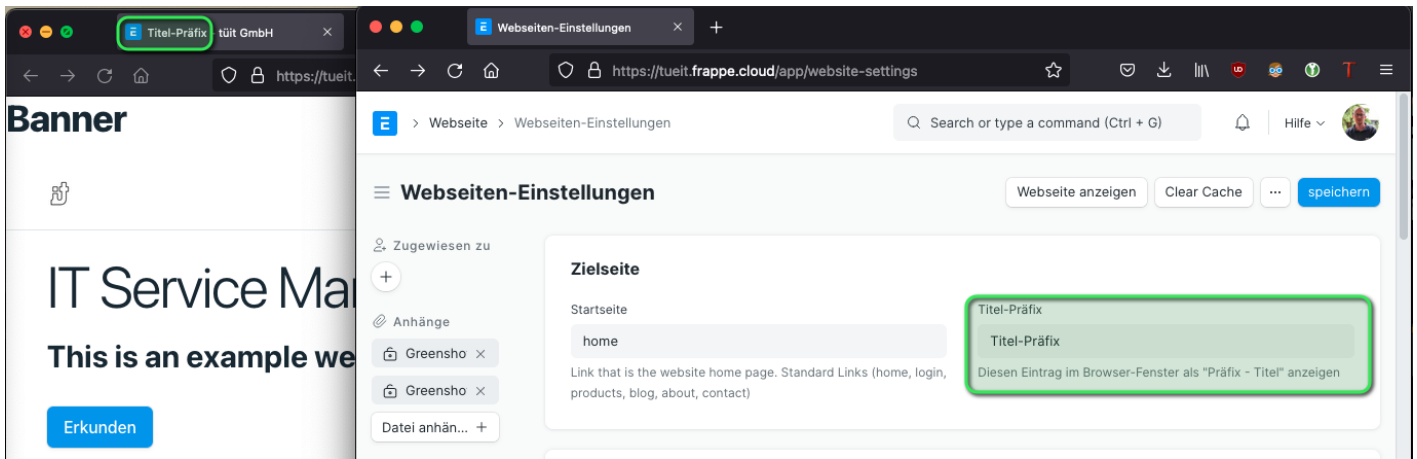 Titel-Präfix - tüit GmbH
https://tueit.
Banner
IT Service Mai
This is an example we
Erkunden
Webseiten-Einstellungen
https://tueit.frappe.cloud/app/website-settings
E > Webseite > Webseiten-Einstellungen
Search or type a command (Ctrl + G)
Hilfe
Webseiten-Einstellungen
Webseite anzeigen
Clear Cache
...
speichern
Zugewiesen zu
Anhänge
Greensho
Greensho
Datei anhän... +
Zielseite
Startseite
home
Link that is the website home page. Standard Links (home, login,
products, blog, about, contact)
Titel-Präfix
Titel-Präfix
Diesen Eintrag im Browser-Fenster als "Präfix - Titel" anzeigen